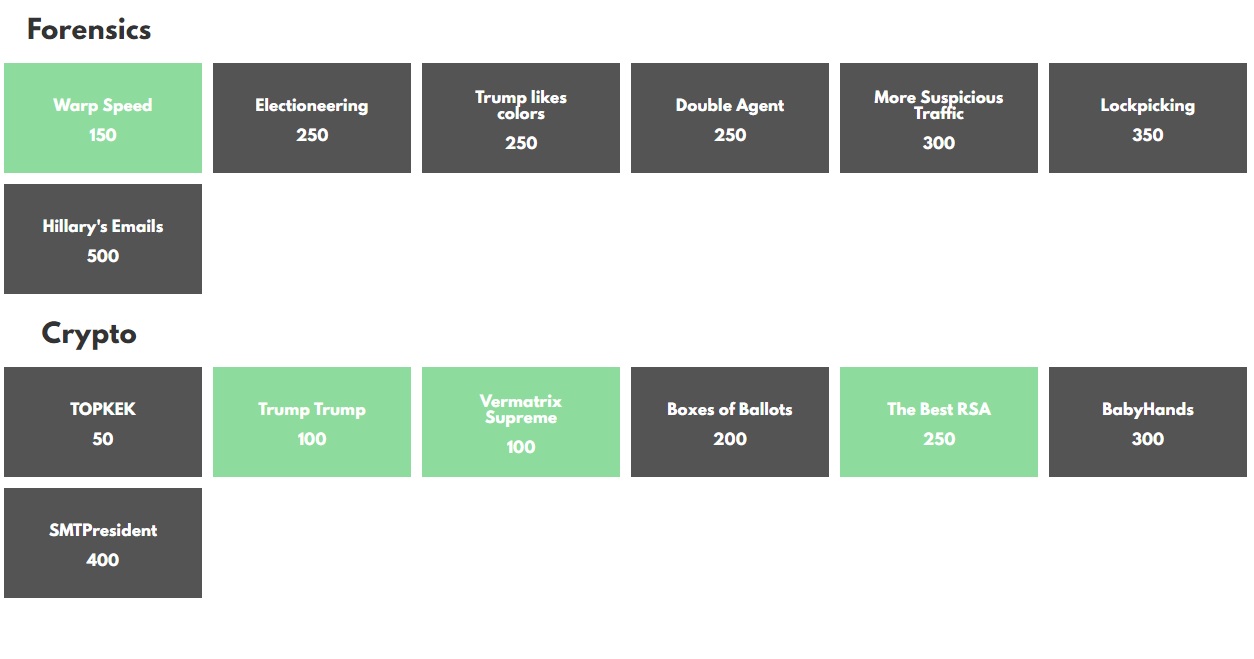 Forensics
Warp Speed
150
Electioneering
250
Trump likes
colors
250
Double Agent
250
More Suspicious
Traffic
300
Lockpicking
350
Hillary's Emails
500
Crypto
TOPKEK
50
Trump Trump
100
Vermatrix
Supreme
100
Boxes of Ballots
200
The Best RSA
250
BabyHands
300
SMTPresident
400